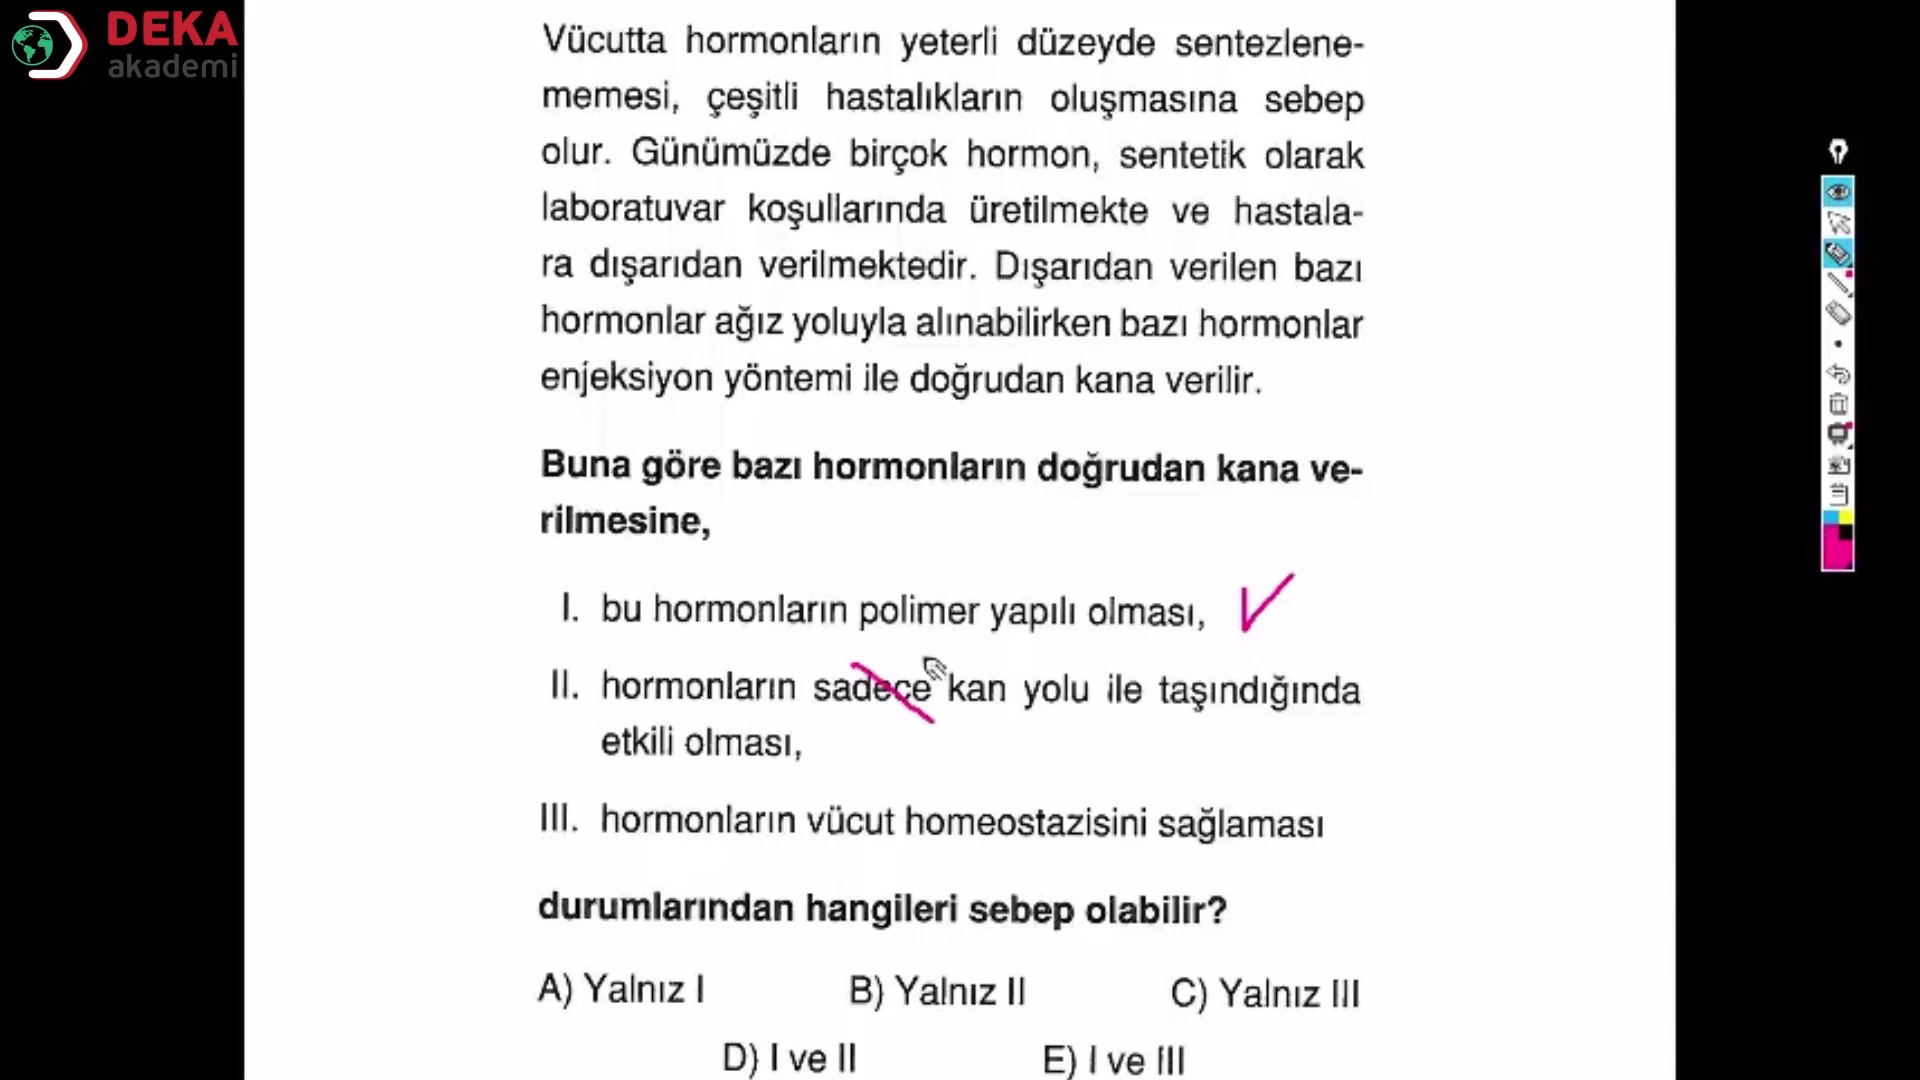 DEKA
akademi
Vücutta hormonların yeterli düzeyde sentezlene-
memesi, çeşitli hastalıkların oluşmasına sebep
olur. Günümüzde birçok hormon, sentetik olarak
laboratuvar koşullarında üretilmekte ve hastala-
ra dışarıdan verilmektedir. Dışarıdan verilen bazı
hormonlar ağız yoluyla alınabilirken bazı hormonlar
enjeksiyon yöntemi ile doğrudan kana verilir.
Buna göre bazı hormonların doğrudan kana ve-
rilmesine,
I. bu hormonların polimer yapılı olması,
II. hormonların sadece kan yolu ile taşındığında
etkili olması,
III. hormonların vücut homeostazisini sağlaması
durumlarından hangileri sebep olabilir?
A) Yalnız I B) Yalnız II C) Yalnız III
D) I ve II E) I ve III